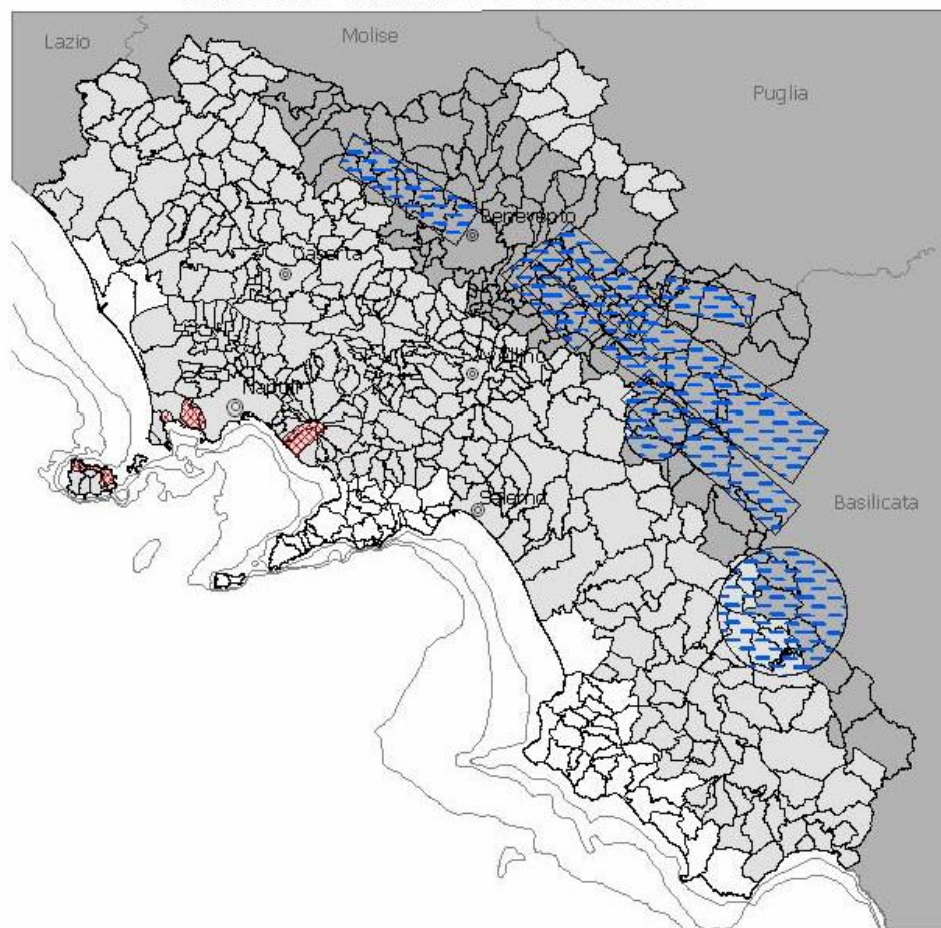 Molise
Lazio
Puglia
Benevento
Caserta
Avellino
Napoli
Salerno
Basilicata